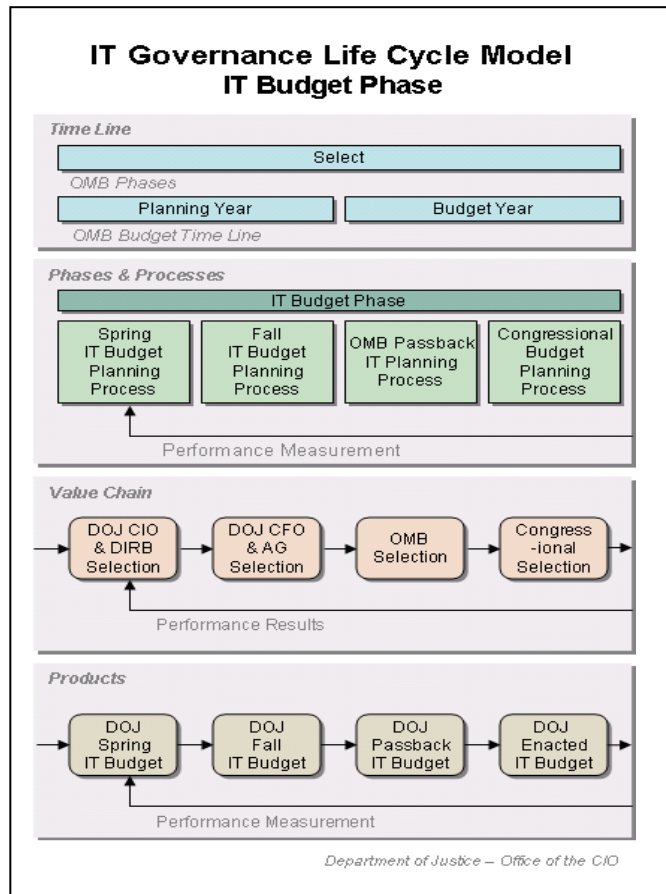 IT Governance Life Cycle Model
IT Budget Phase
Time Line
Select
OMB Phases
Planning Year
Budget Year
OMB Budget Time Line
Phases & Processes
IT Budget Phase
Spring
IT Budget
Planning
Process
Fall
IT Budget
Planning
Process
OMB Passback
IT Planning
Process
Congressional
Budget
Planning
Process
Performance Measurement
Value Chain
DOJ CIO
& DIRB
Selection
DOJ CFO
& AG
Selection
OMB
Selection
Congress
-ional
Selection
Performance Results
Products
DOJ
Spring
IT Budget
DOJ
Fall
IT Budget
DOJ
Passback
IT Budget
DOJ
Enacted
IT Budget
Performance Measurement
Department of Justice – Office of the CIO